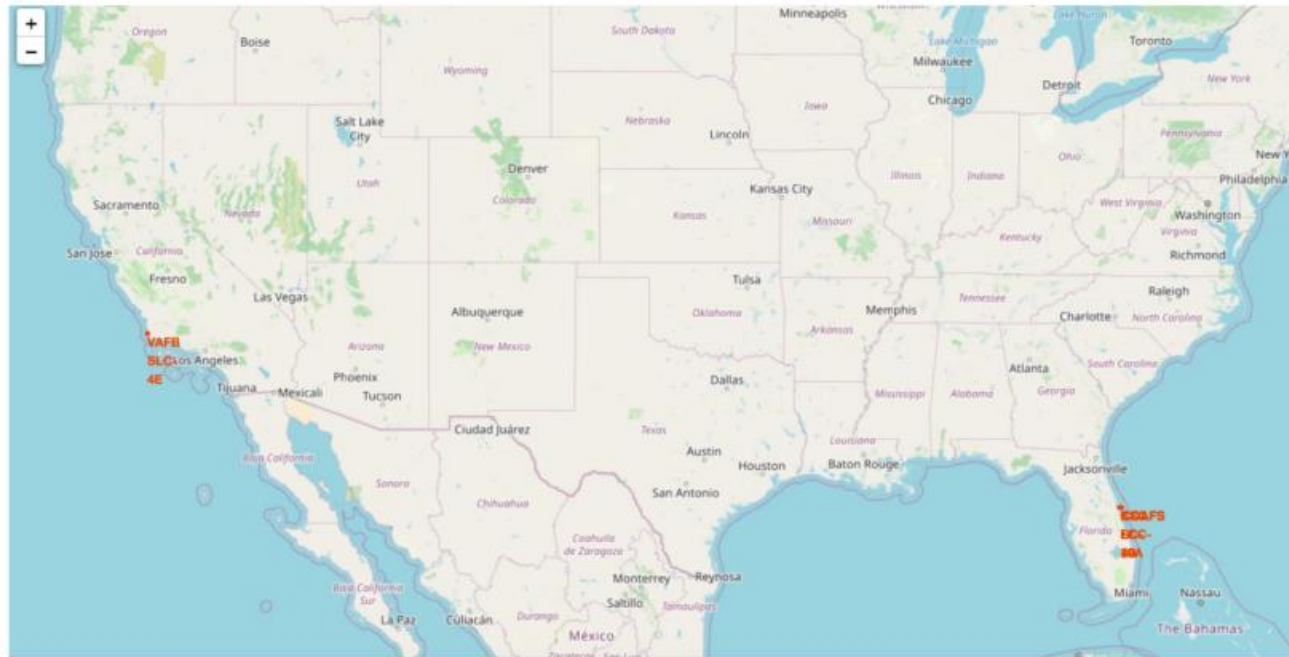 +
−
Oregon
Boise
Wyoming
South Dakota
Minneapolis
Lake Huron
Toronto
Lake Michigan
Milwaukee
Detroit
New York
Chicago
Iowa
Salt Lake
City
Nebraska
Lincoln
Pennsylvania
New Y
Denver
Ohio
Philadelphia
Utah
Colorado
Illinois
Indiana
Kansas City
Sacramento
Nevada
Kansas
Missouri
West Virginia
Washington
San Jose
California
Kentucky
Virginia
Richmond
Fresno
Las Vegas
Tulsa
Raleigh
Albuquerque
Oklahoma
Memphis
Tennessee
Charlotte
North Carolina
VAFB
SLC-
4E
Los Angeles
Arizona
New Mexico
Arkansas
South Carolina
Phoenix
Atlanta
Tijuana
Mexicali
Tucson
Dallas
Mississippi
Alabama
Georgia
Ciudad Juárez
Texas
Louisiana
Baja California
Austin
Houston
Baton Rouge
Jacksonville
Sonora
Chihuahua
San Antonio
Florida
Coahuila
de Zaragoza
Monterrey
Reynosa
Baja California
Sur
Saltillo
Miami
Nassau
La Paz
Culiacán
Durango
Tamaulipas
México
The Bahamas